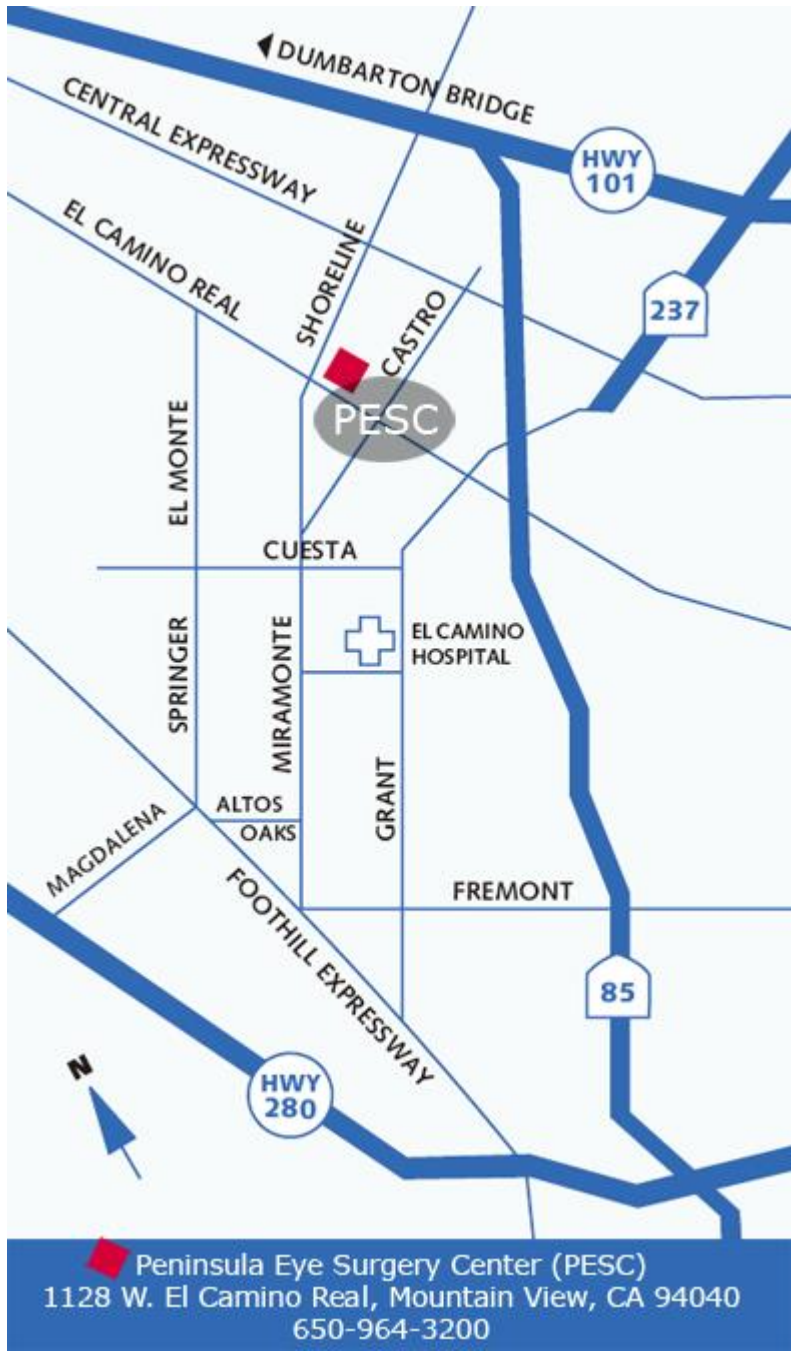 DUMBARTON BRIDGE
CENTRAL EXPRESSWAY
HWY
101
EL CAMINO REAL
SHORELINE
237
CASTRO
PESC
EL MONTE
CUESTA
EL CAMINO
HOSPITAL
SPRINGER
MIRAMONTE
GRANT
ALTOS
OAKS
MAGDALENA
FREMONT
FOOTHILL EXPRESSWAY
85
N
HWY
280
Peninsula Eye Surgery Center (PESC)
1128 W. El Camino Real, Mountain View, CA 94040
650-964-3200